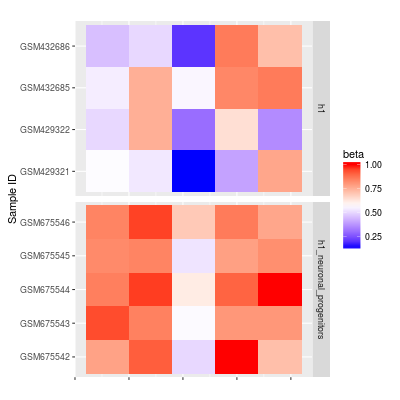 Sample ID
GSM432686
GSM432685
GSM429322
GSM429321
h1
GSM675546
GSM675545
GSM675544
GSM675543
GSM675542
h1_neuronal_progenitors
beta
1.00
0.75
0.50
0.25